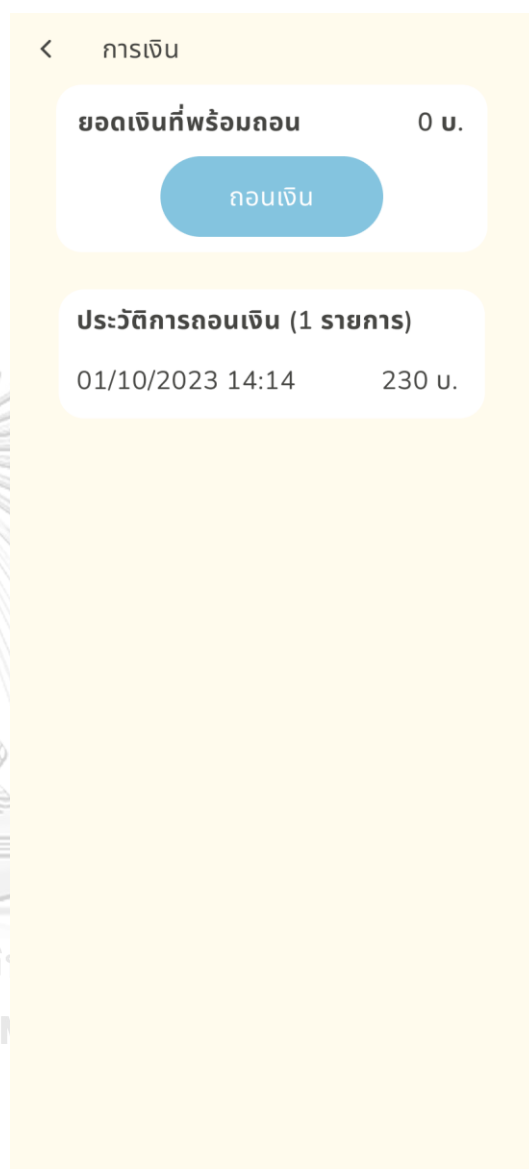 < การเงิน
ยอดเงินที่พร้อมถอน 0 บ.
ถอนเงิน
ประวัติการถอนเงิน (1 รายการ)
01/10/2023 14:14 230 บ.